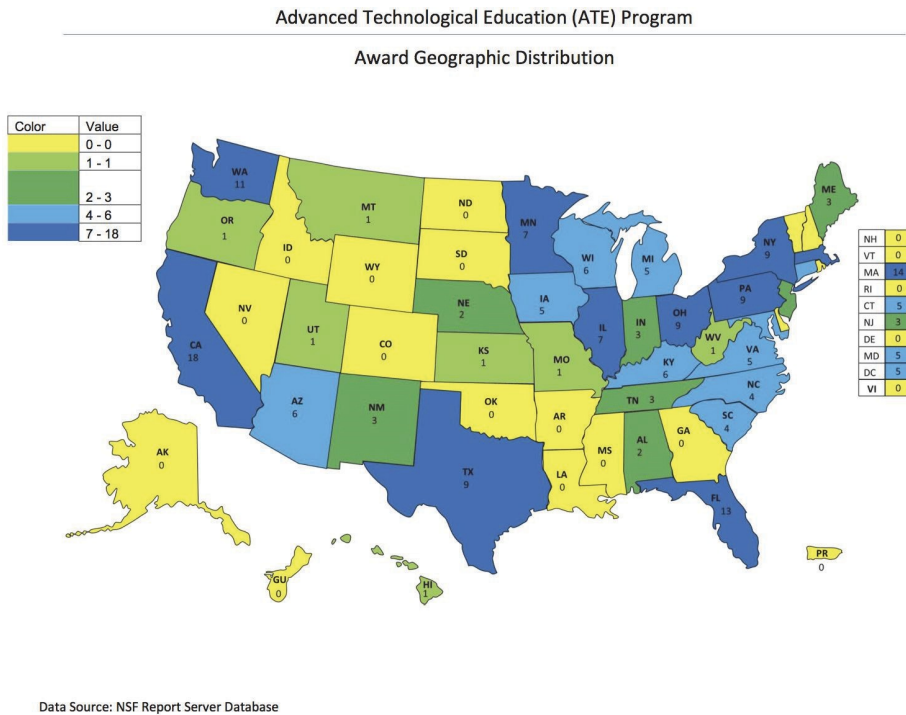 Advanced Technological Education (ATE) Program
Award Geographic Distribution
Color Value
0 - 0
1 - 1
2 - 3
4 - 6
7 - 18
WA
11
OR
1
MT
1
ID
0
ND
0
SD
0
WY
0
NV
0
UT
1
CA
18
CO
0
NE
2
KS
1
AZ
6
NM
3
OK
0
TX
9
MN
7
IA
5
MO
1
AR
0
LA
0
WI
6
IL
7
MI
5
IN
3
OH
9
KY
6
TN 3
MS
0
AL
2
GA
0
FL
13
SC
4
NC
4
VA
5
WV
1
PA
9
NY
9
ME
3
NH 0
VT 0
MA 14
RI 0
CT 5
NJ 3
DE 0
MD 5
DC 5
VI 0
AK
0
GU
0
HI
1
PR
0
Data Source: NSF Report Server Database